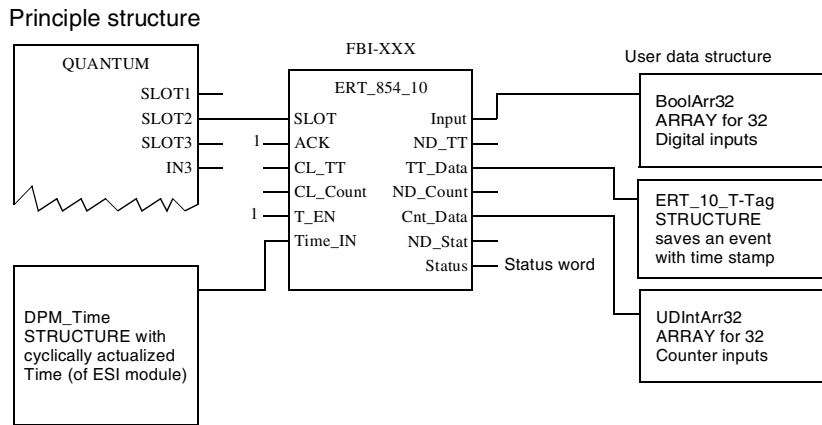 Principle structure
FBI-XXX
User data structure
QUANTUM
SLOT1
SLOT2
SLOT3
IN3
ERT_854_10
SLOT
Input
1
ACK
ND_TT
CL_TT
TT_Data
CL_Count
ND_Count
1
T_EN
Cnt_Data
Time_IN
ND_Stat
Status
Status word
BoolArr32
ARRAY for 32
Digital inputs
ERT_10_T-Tag
STRUCTURE
saves an event
with time stamp
UDIntArr32
ARRAY for 32
Counter inputs
DPM_Time
STRUCTURE with
cyclically actualized
Time (of ESI module)